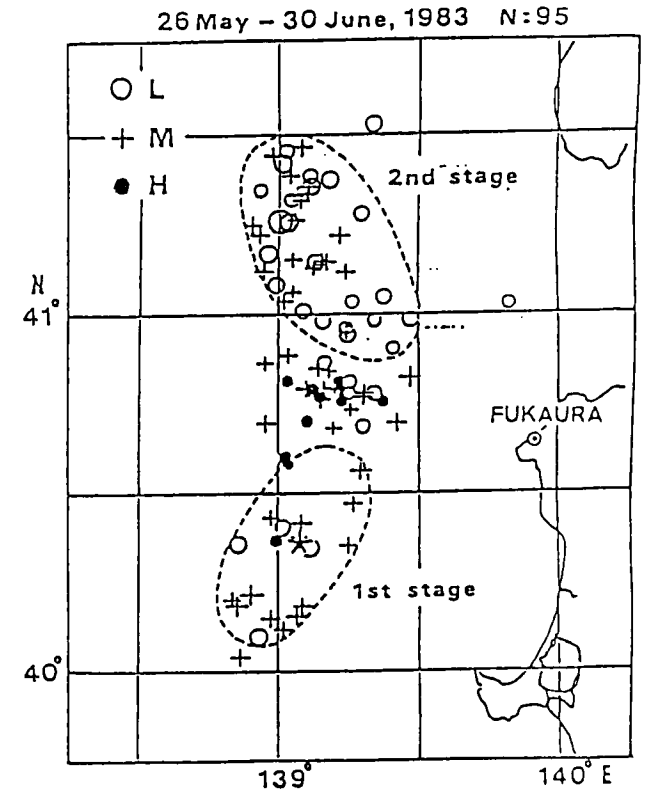 26 May – 30 June, 1983 N:95
L
M
H
2nd stage
N
41°
FUKAURA
1st stage
40°
139°
140° E